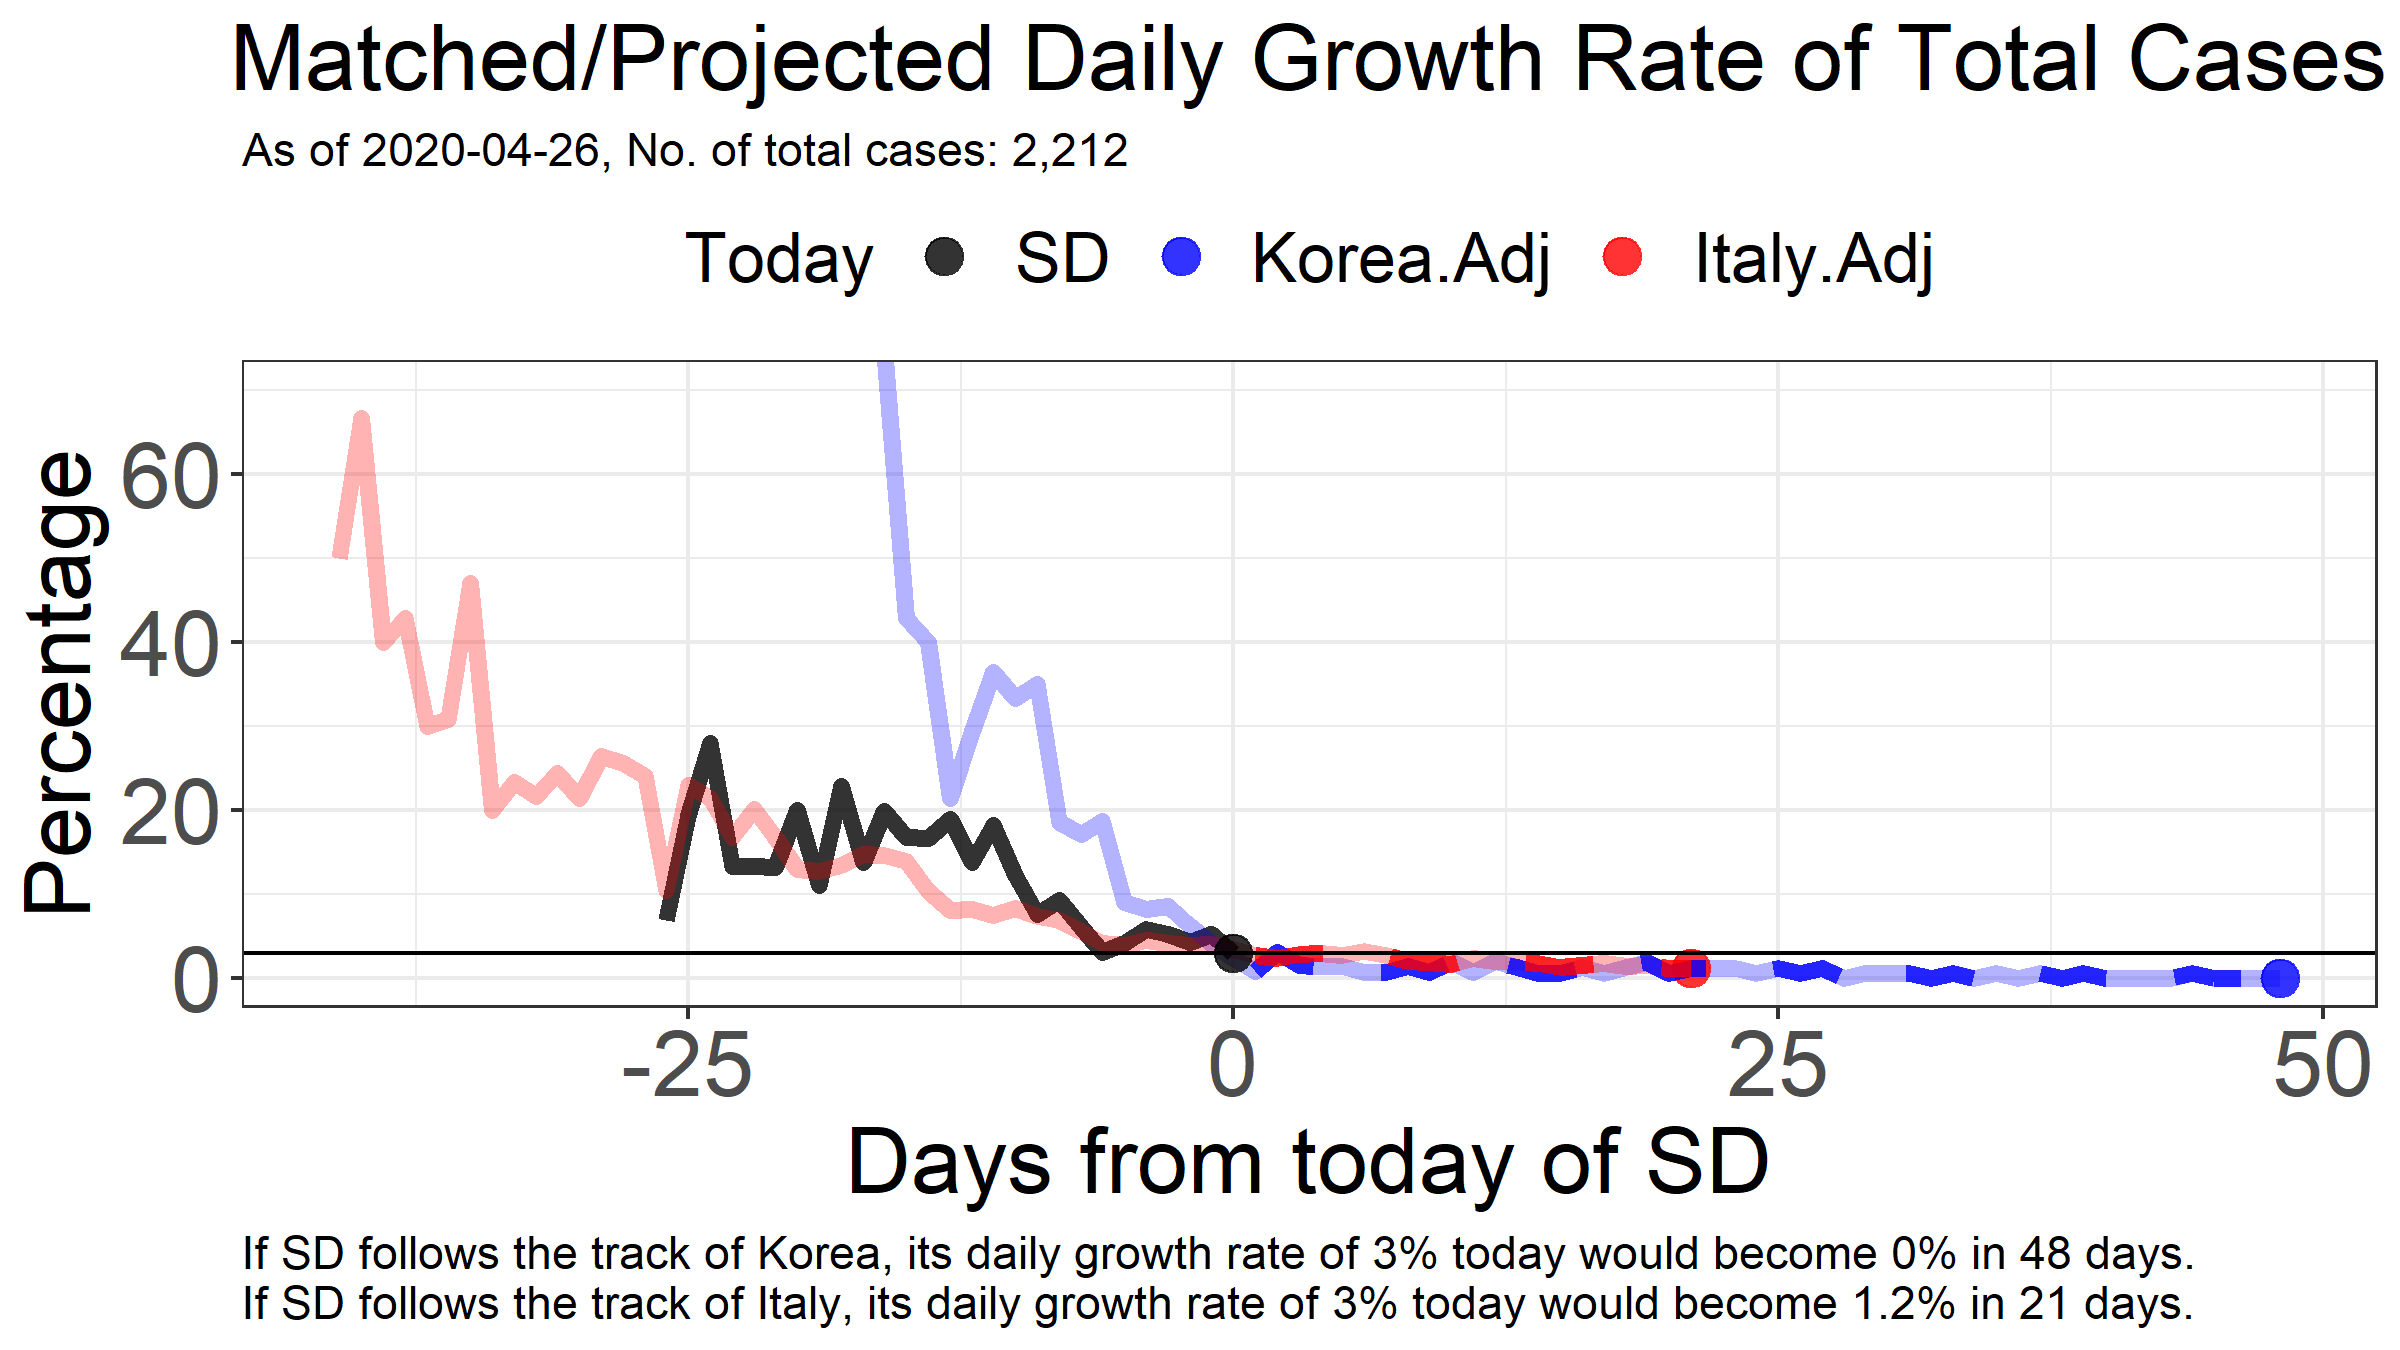 Matched/Projected Daily Growth Rate of Total Cases
As of 2020-04-26, No. of total cases: 2,212
Today SD Korea.Adj Italy.Adj
Percentage
60
40
20
0
-25 0 25 50
Days from today of SD
If SD follows the track of Korea, its daily growth rate of 3% today would become 0% in 48 days.
If SD follows the track of Italy, its daily growth rate of 3% today would become 1.2% in 21 days.